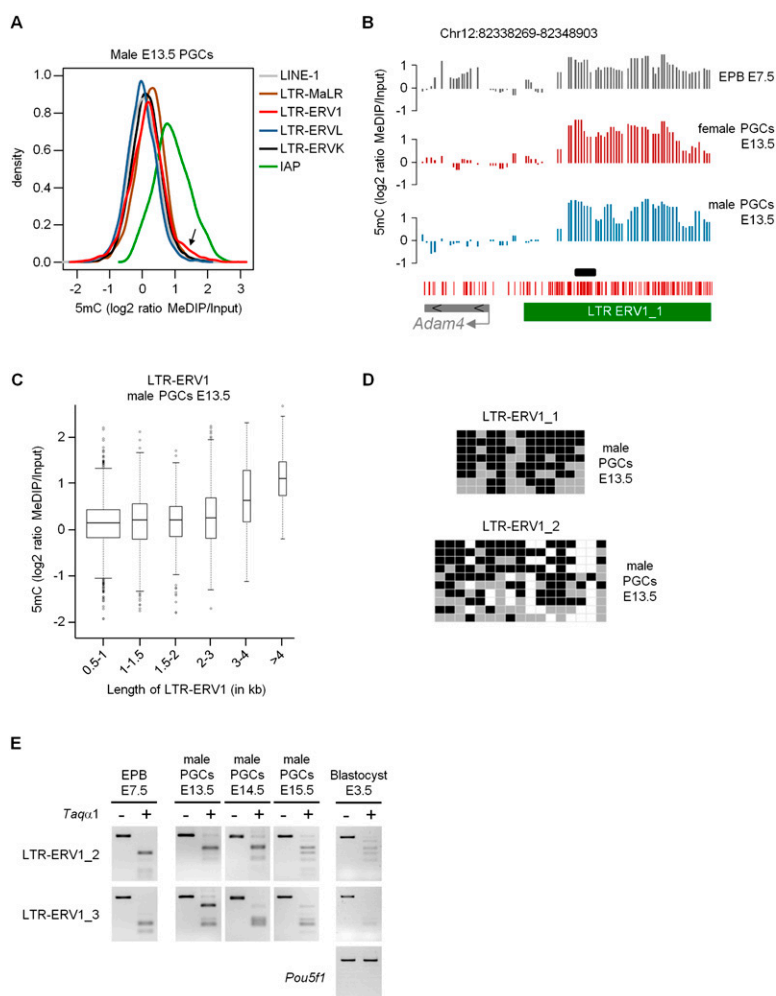 A
Male E13.5 PGCs
density
1.0
0.8
0.6
0.4
0.2
0.0
-2 -1 0 1 2 3
5mC (log2 ratio MeDIP/Input)
LINE-1
LTR-MaLR
LTR-ERV1
LTR-ERVL
LTR-ERVK
IAP
B
Chr12:82338269-82348903
5mC (log2 ratio MeDIP/Input)
1
0
-1
EPB E7.5
1
0
-1
female PGCs
E13.5
1
0
-1
male PGCs
E13.5
Adam4
LTR ERV1_1
C
LTR-ERV1
male PGCs E13.5
5mC (log2 ratio MeDIP/Input)
2
1
0
-1
-2
0.5-1 1-1.5 1.5-2 2-3 3-4 >4
Length of LTR-ERV1 (in kb)
D
LTR-ERV1_1
male
PGCs
E13.5
LTR-ERV1_2
male
PGCs
E13.5
E
EPB
E7.5
male
PGCs
E13.5
male
PGCs
E14.5
male
PGCs
E15.5
Blastocyst
E3.5
Taqα1 - + - + - + - + - +
LTR-ERV1_2
LTR-ERV1_3
Pou5f1